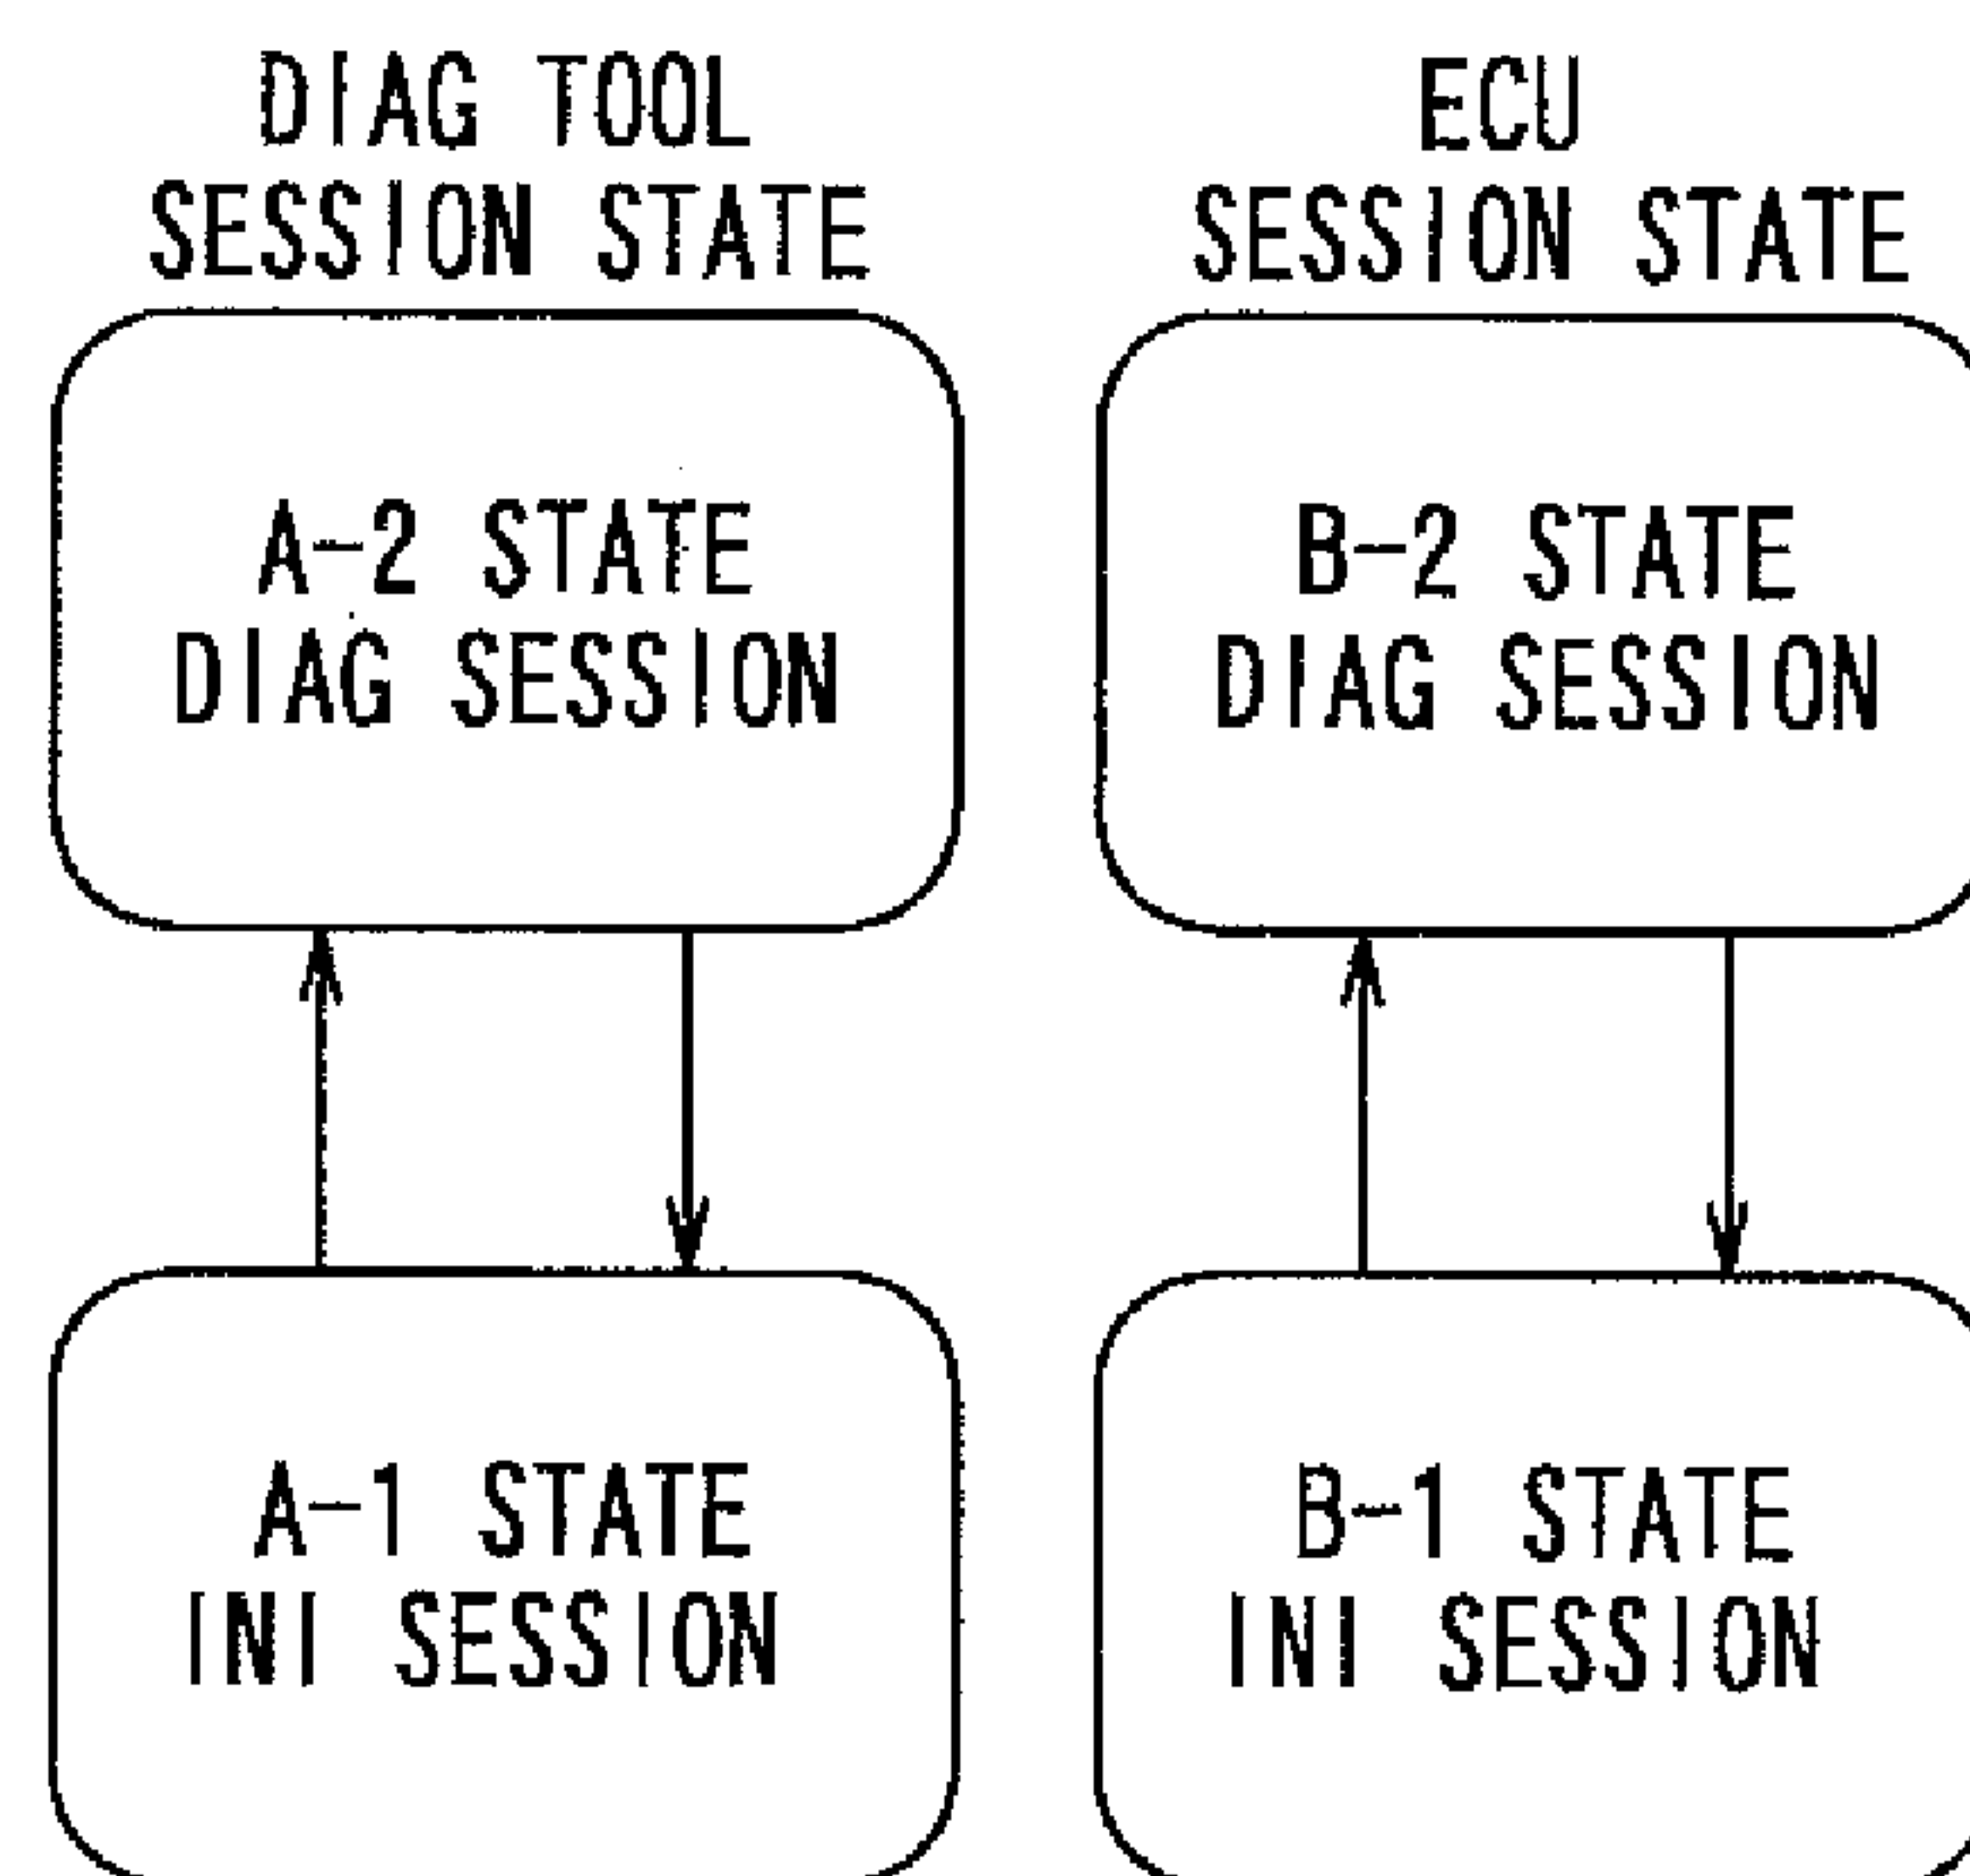 DIAG TOOL
SESSION STATE
A-2 STATE
DIAG SESSION
A-1 STATE
INI SESSION
ECU
SESSION STATE
B-2 STATE
DIAG SESSION
B-1 STATE
INI SESSION